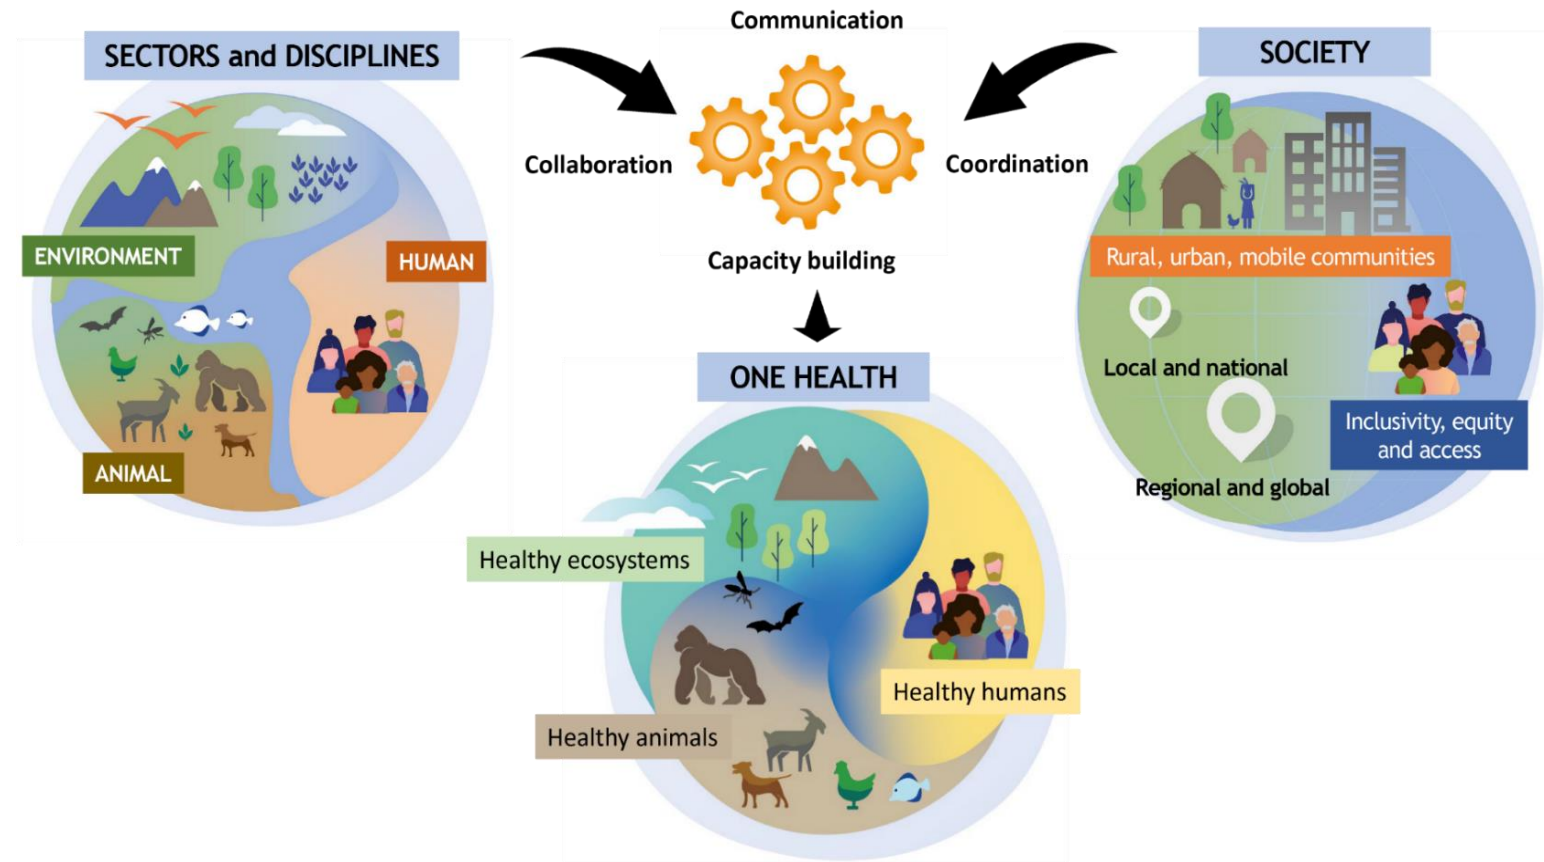 SECTORS and DISCIPLINES
ENVIRONMENT
HUMAN
ANIMAL
Communication
Collaboration
Coordination
Capacity building
SOCIETY
Rural, urban, mobile communities
Local and national
Inclusivity, equity
and access
Regional and global
ONE HEALTH
Healthy ecosystems
Healthy humans
Healthy animals